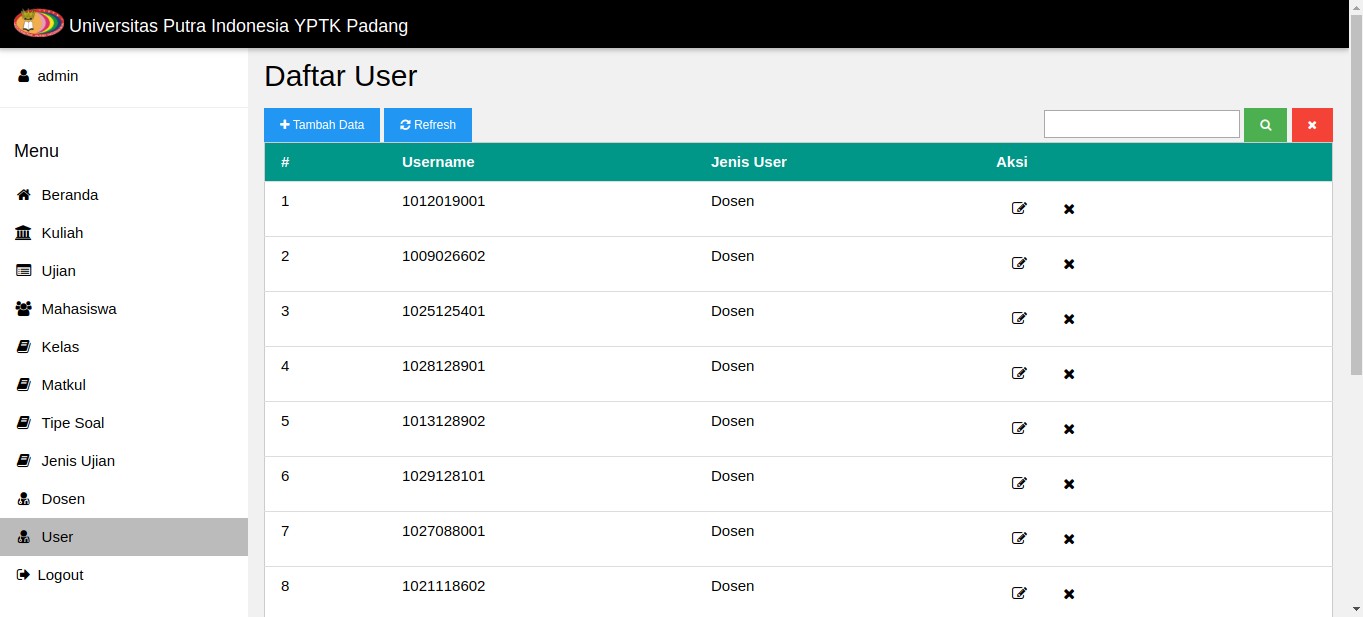 Universitas Putra Indonesia YPTK Padang
admin
Menu
Beranda
Kuliah
Ujian
Mahasiswa
Kelas
Matkul
Tipe Soal
Jenis Ujian
Dosen
User
Logout
Daftar User
Tambah Data Refresh
# Username Jenis User Aksi
1 1012019001 Dosen
2 1009026602 Dosen
3 1025125401 Dosen
4 1028128901 Dosen
5 1013128902 Dosen
6 1029128101 Dosen
7 1027088001 Dosen
8 1021118602 Dosen